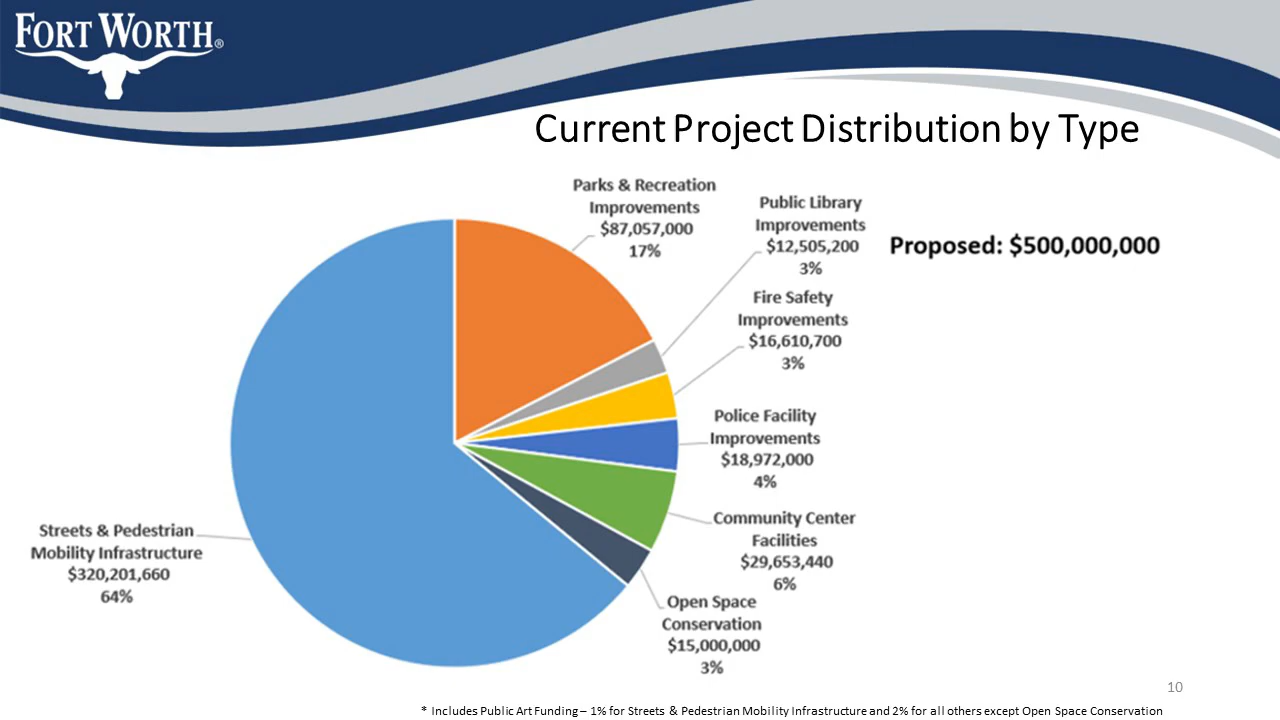 FORT WORTH®
Current Project Distribution by Type
Parks & Recreation
Improvements
$87,057,000
17%
Public Library
Improvements
$12,505,200
3%
Proposed: $500,000,000
Fire Safety
Improvements
$16,610,700
3%
Police Facility
Improvements
$18,972,000
4%
Community Center
Facilities
$29,653,440
6%
Open Space
Conservation
$15,000,000
3%
Streets & Pedestrian
Mobility Infrastructure
$320,201,660
64%
10
* Includes Public Art Funding – 1% for Streets & Pedestrian Mobility Infrastructure and 2% for all others except Open Space Conservation